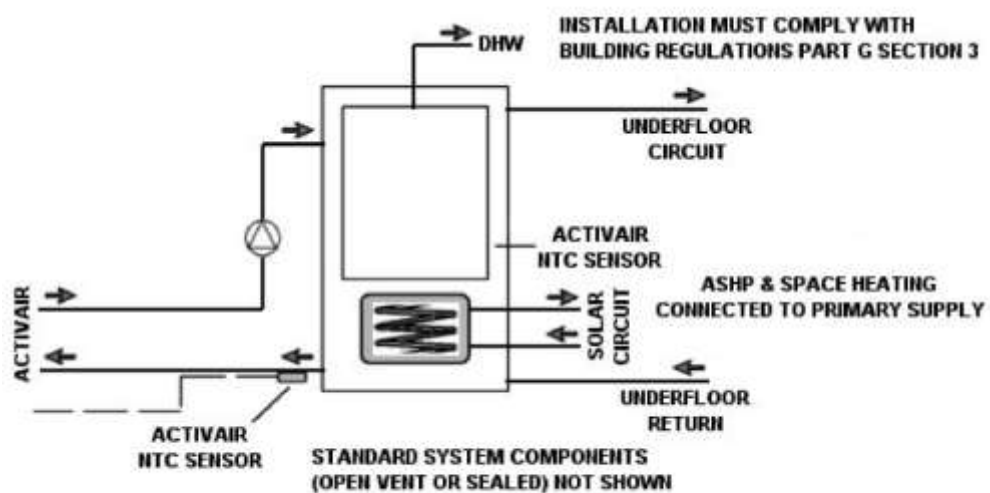 DHW
INSTALLATION MUST COMPLY WITH
BUILDING REGULATIONS PART G SECTION 3
UNDERFLOOR
CIRCUIT
ACTIVAIR
NTC SENSOR
ASHP & SPACE HEATING
CONNECTED TO PRIMARY SUPPLY
SOLAR
CIRCUIT
ACTIVAIR
UNDERFLOOR
RETURN
ACTIVAIR
NTC SENSOR
STANDARD SYSTEM COMPONENTS
(OPEN VENT OR SEALED) NOT SHOWN